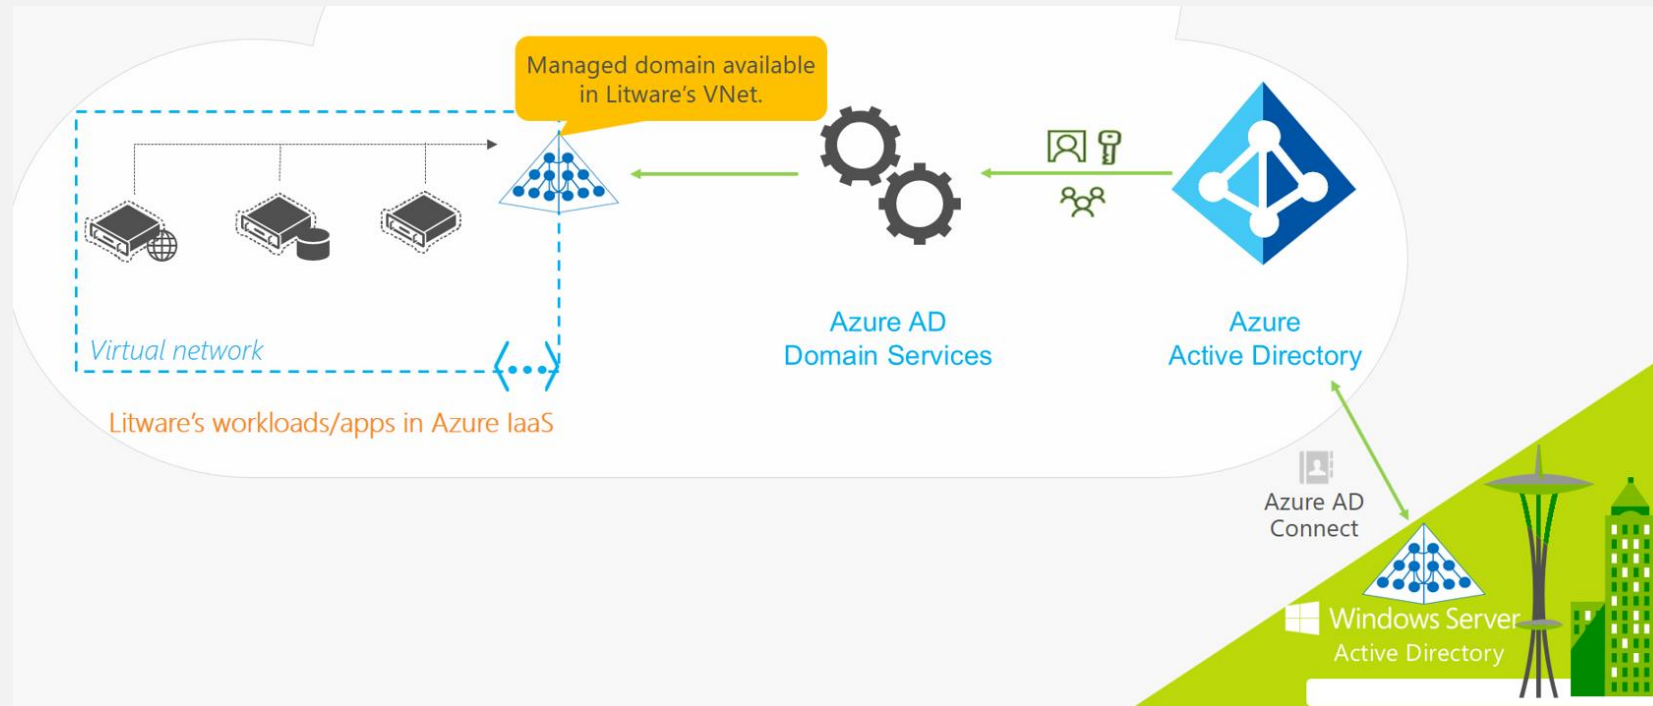 Managed domain available
in Litware's VNet.
Virtual network
Litware's workloads/apps in Azure IaaS
Azure AD
Domain Services
Azure
Active Directory
Azure AD
Connect
Windows Server
Active Directory